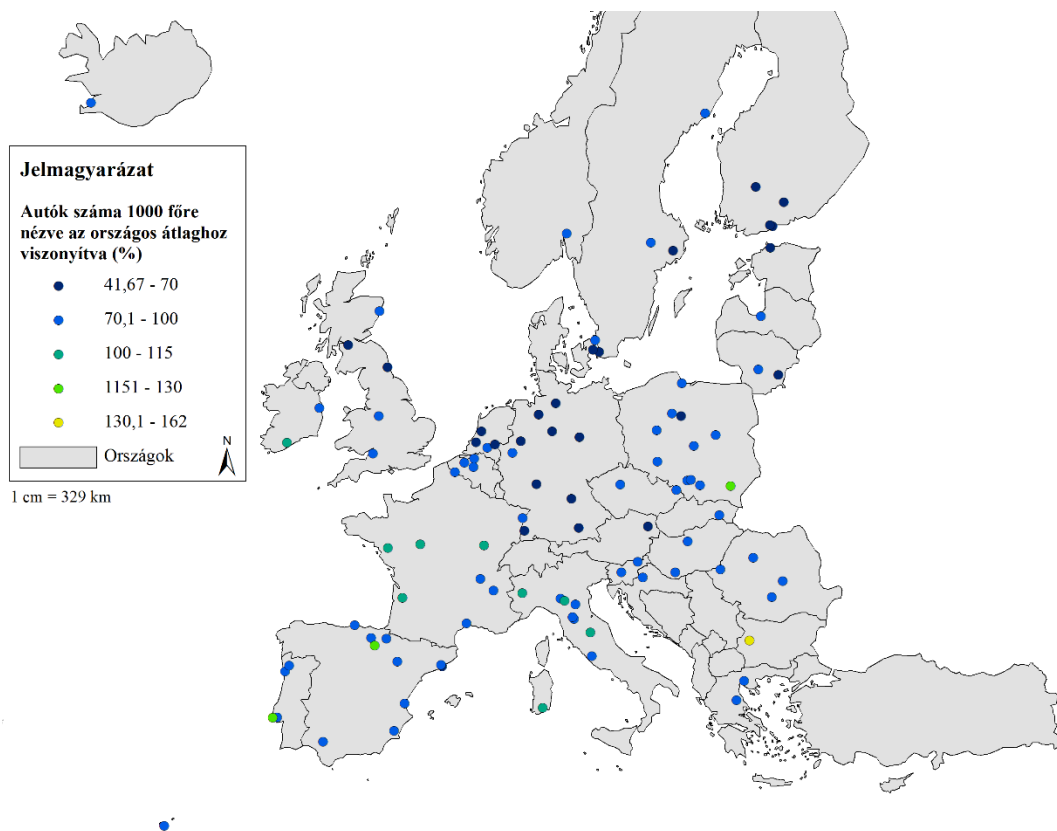 Jelmagyarázat
Autók száma 1000 főre
nézve az országos átlaghoz
viszonyítva (%)
41,67 - 70
70,1 - 100
100 - 115
1151 - 130
130,1 - 162
Országok
N
1 cm = 329 km